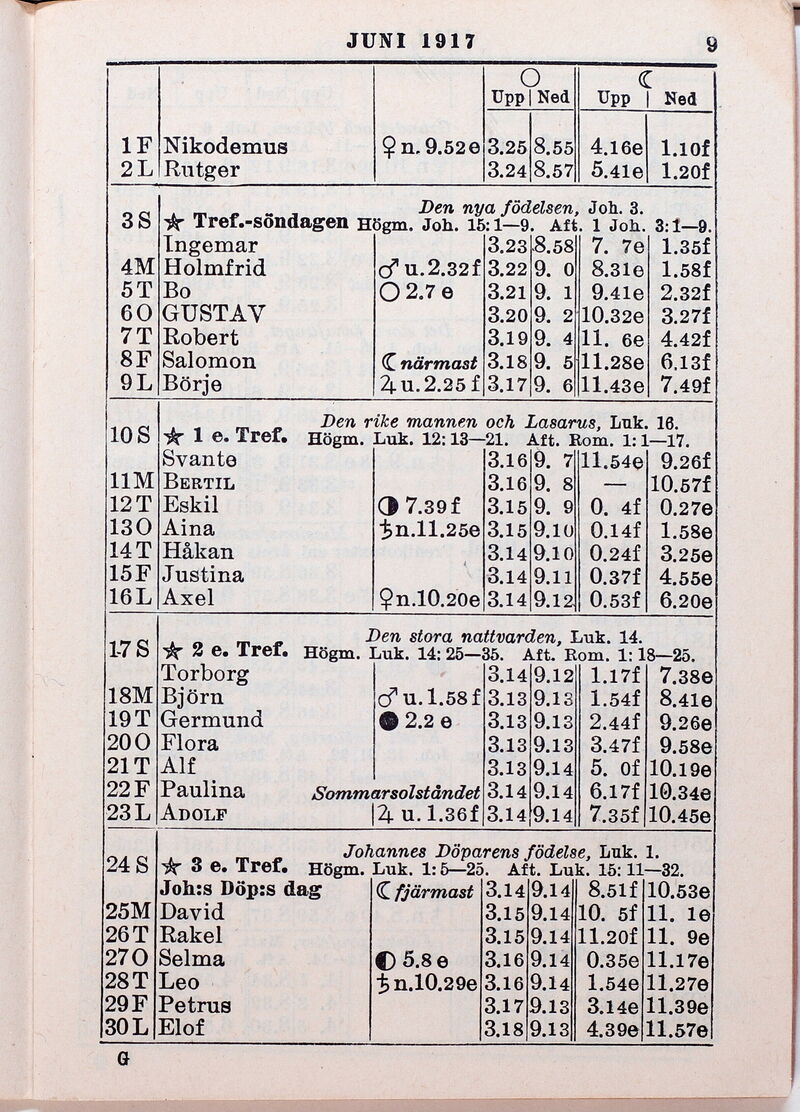 JUNI 1917 9
○ ☾
Upp | Ned Upp | Ned
1 F Nikodemus ♀ n. 9.52 e 3.25 8.55 4.16e 1.10f
2 L Rutger 3.24 8.57 5.41e 1.20f
Den nya födelsen, Joh. 3.
3 S ☆ Tref.-söndagen Högm. Joh. 15:1—9. Aft. 1 Joh. 3:1—9.
Ingemar 3.23 8.58 7. 7e 1.35f
4 M Holmfrid ♂ u. 2.32 f 3.22 9. 0 8.31e 1.58f
5 T Bo ○ 2.7 e 3.21 9. 1 9.41e 2.32f
6 O GUSTAV 3.20 9. 2 10.32e 3.27f
7 T Robert 3.19 9. 4 11. 6e 4.42f
8 F Salomon ☾ närmast 3.18 9. 5 11.28e 6.13f
9 L Börje ♃ u. 2.25 f 3.17 9. 6 11.43e 7.49f
Den rike mannen och Lasarus, Luk. 16.
10 S ☆ 1 e. Tref. Högm. Luk. 12:13—21. Aft. Rom. 1:1—17.
Svante 3.16 9. 7 11.54e 9.26f
11 M BERTIL 3.16 9. 8 — 10.57f
12 T Eskil ◑ 7.39 f 3.15 9. 9 0. 4f 0.27e
13 O Aina ♄ n. 11.25e 3.15 9.10 0.14f 1.58e
14 T Håkan 3.14 9.10 0.24f 3.25e
15 F Justina 3.14 9.11 0.37f 4.55e
16 L Axel ♀ n. 10.20e 3.14 9.12 0.53f 6.20e
Den stora nattvarden, Luk. 14.
17 S ☆ 2 e. Tref. Högm. Luk. 14:25—35. Aft. Rom. 1:18—25.
Torborg 3.14 9.12 1.17f 7.38e
18 M Björn ♂ u. 1.58 f 3.13 9.13 1.54f 8.41e
19 T Germund ● 2.2 e 3.13 9.13 2.44f 9.26e
20 O Flora 3.13 9.13 3.47f 9.58e
21 T Alf 3.13 9.14 5. 0f 10.19e
22 F Paulina Sommarsolståndet 3.14 9.14 6.17f 10.34e
23 L ADOLF ♃ u. 1.36f 3.14 9.14 7.35f 10.45e
Johannes Döparens födelse, Luk. 1.
24 S ☆ 3 e. Tref. Högm. Luk. 1:5—25. Aft. Luk. 15:11—32.
Joh:s Döp:s dag ☾ fjärmast 3.14 9.14 8.51f 10.53e
25 M David 3.15 9.14 10. 5f 11. 1e
26 T Rakel 3.15 9.14 11.20f 11. 9e
27 O Selma ◐ 5.8 e 3.16 9.14 0.35e 11.17e
28 T Leo ♄ n. 10.29e 3.16 9.14 1.54e 11.27e
29 F Petrus 3.17 9.13 3.14e 11.39e
30 L Elof 3.18 9.13 4.39e 11.57e
G